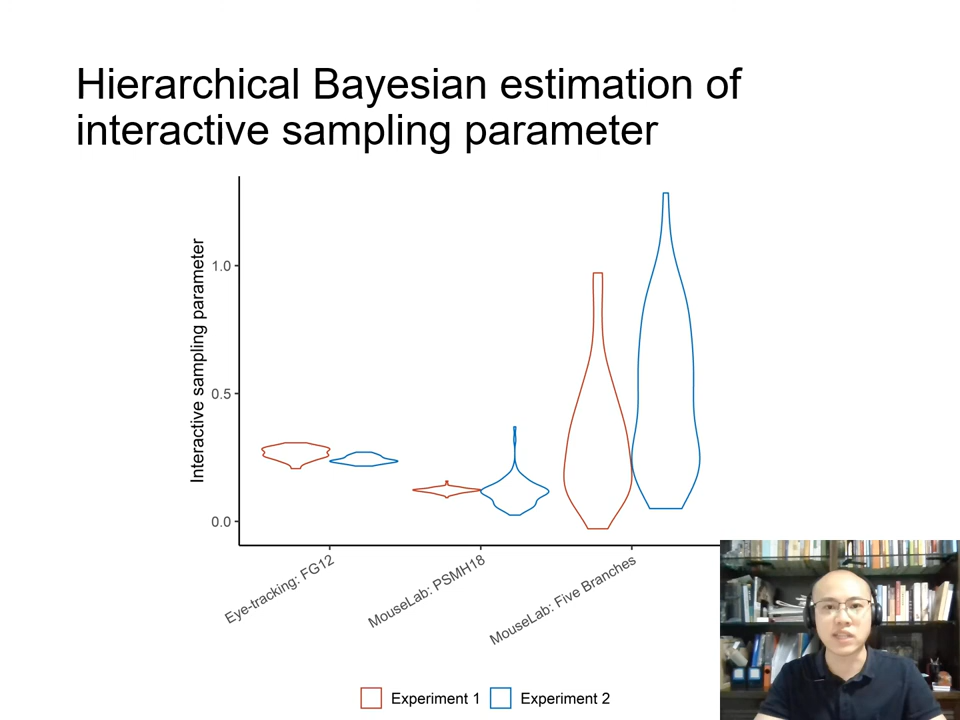 Hierarchical Bayesian estimation of
interactive sampling parameter
Interactive sampling parameter
1.0
0.5
0.0
Eye-tracking: FG12
MouseLab: PSMH18
MouseLab: Five Branches
Experiment 1
Experiment 2